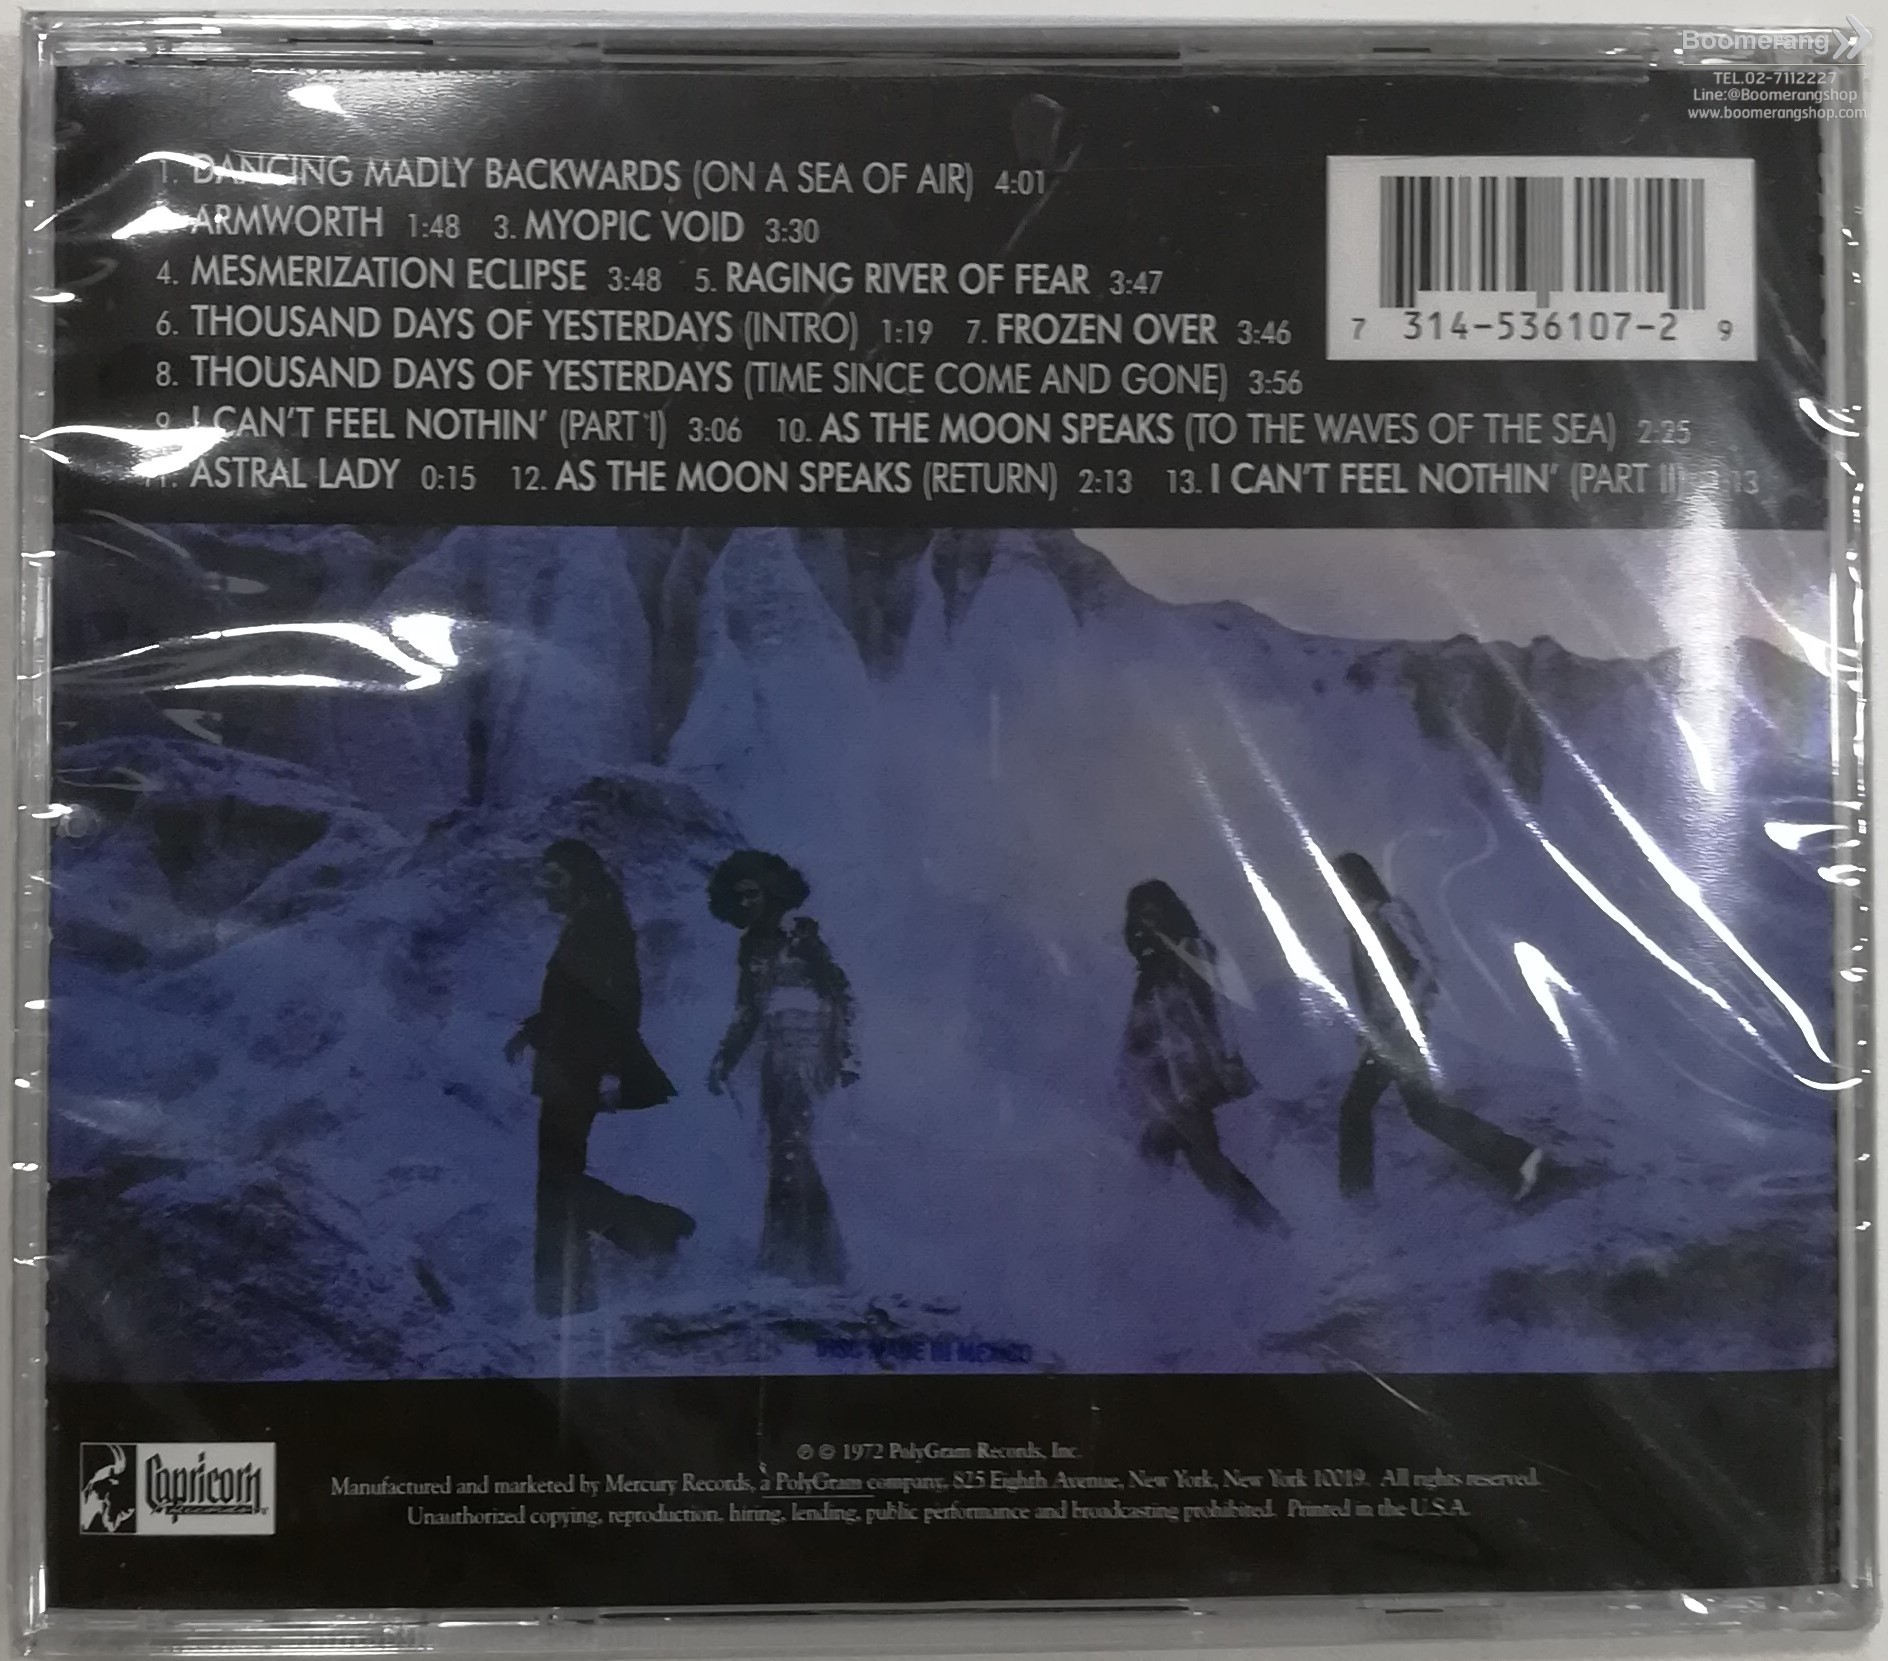 Boomerang
TEL.02-7112227
Line:@Boomerangshop
www.boomerangshop.com
1. DANCING MADLY BACKWARDS (ON A SEA OF AIR) 4:01
ARMWORTH 1:48 3. MYOPIC VOID 3:30
4. MESMERIZATION ECLIPSE 3:48 5. RAGING RIVER OF FEAR 3:47
6. THOUSAND DAYS OF YESTERDAYS (INTRO) 1:19 7. FROZEN OVER 3:46
8. THOUSAND DAYS OF YESTERDAYS (TIME SINCE COME AND GONE) 3:56
9. I CAN'T FEEL NOTHIN' (PART I) 3:06 10. AS THE MOON SPEAKS (TO THE WAVES OF THE SEA) 2:25
ASTRAL LADY 0:15 12. AS THE MOON SPEAKS (RETURN) 2:13 13. I CAN'T FEEL NOTHIN' (PART II)
7 314-536107-2 9
DISC MADE IN MEXICO
Capricorn
Records
℗ © 1972 PolyGram Records, Inc.
Manufactured and marketed by Mercury Records, a PolyGram company, 825 Eighth Avenue, New York, New York 10019. All rights reserved.
Unauthorized copying, reproduction, hiring, lending, public performance and broadcasting prohibited. Printed in the U.S.A.